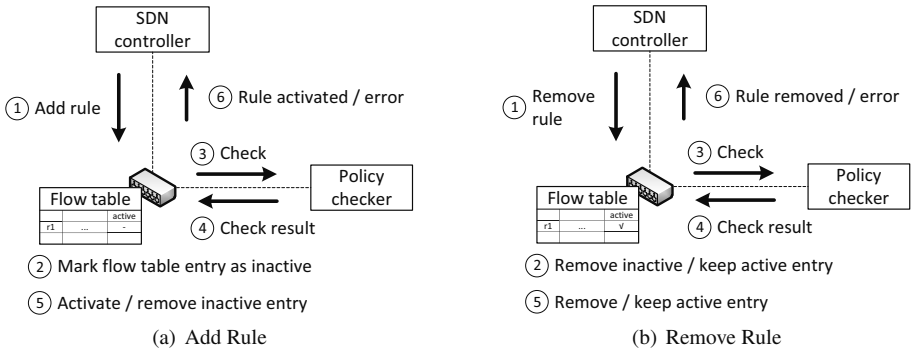 SDN
controller
① Add rule
⑥ Rule activated / error
③ Check
Policy
checker
Flow table
active
r1 ... -
④ Check result
② Mark flow table entry as inactive
⑤ Activate / remove inactive entry
(a) Add Rule
SDN
controller
① Remove
rule
⑥ Rule removed / error
③ Check
Policy
checker
Flow table
active
r1 ... √
④ Check result
② Remove inactive / keep active entry
⑤ Remove / keep active entry
(b) Remove Rule